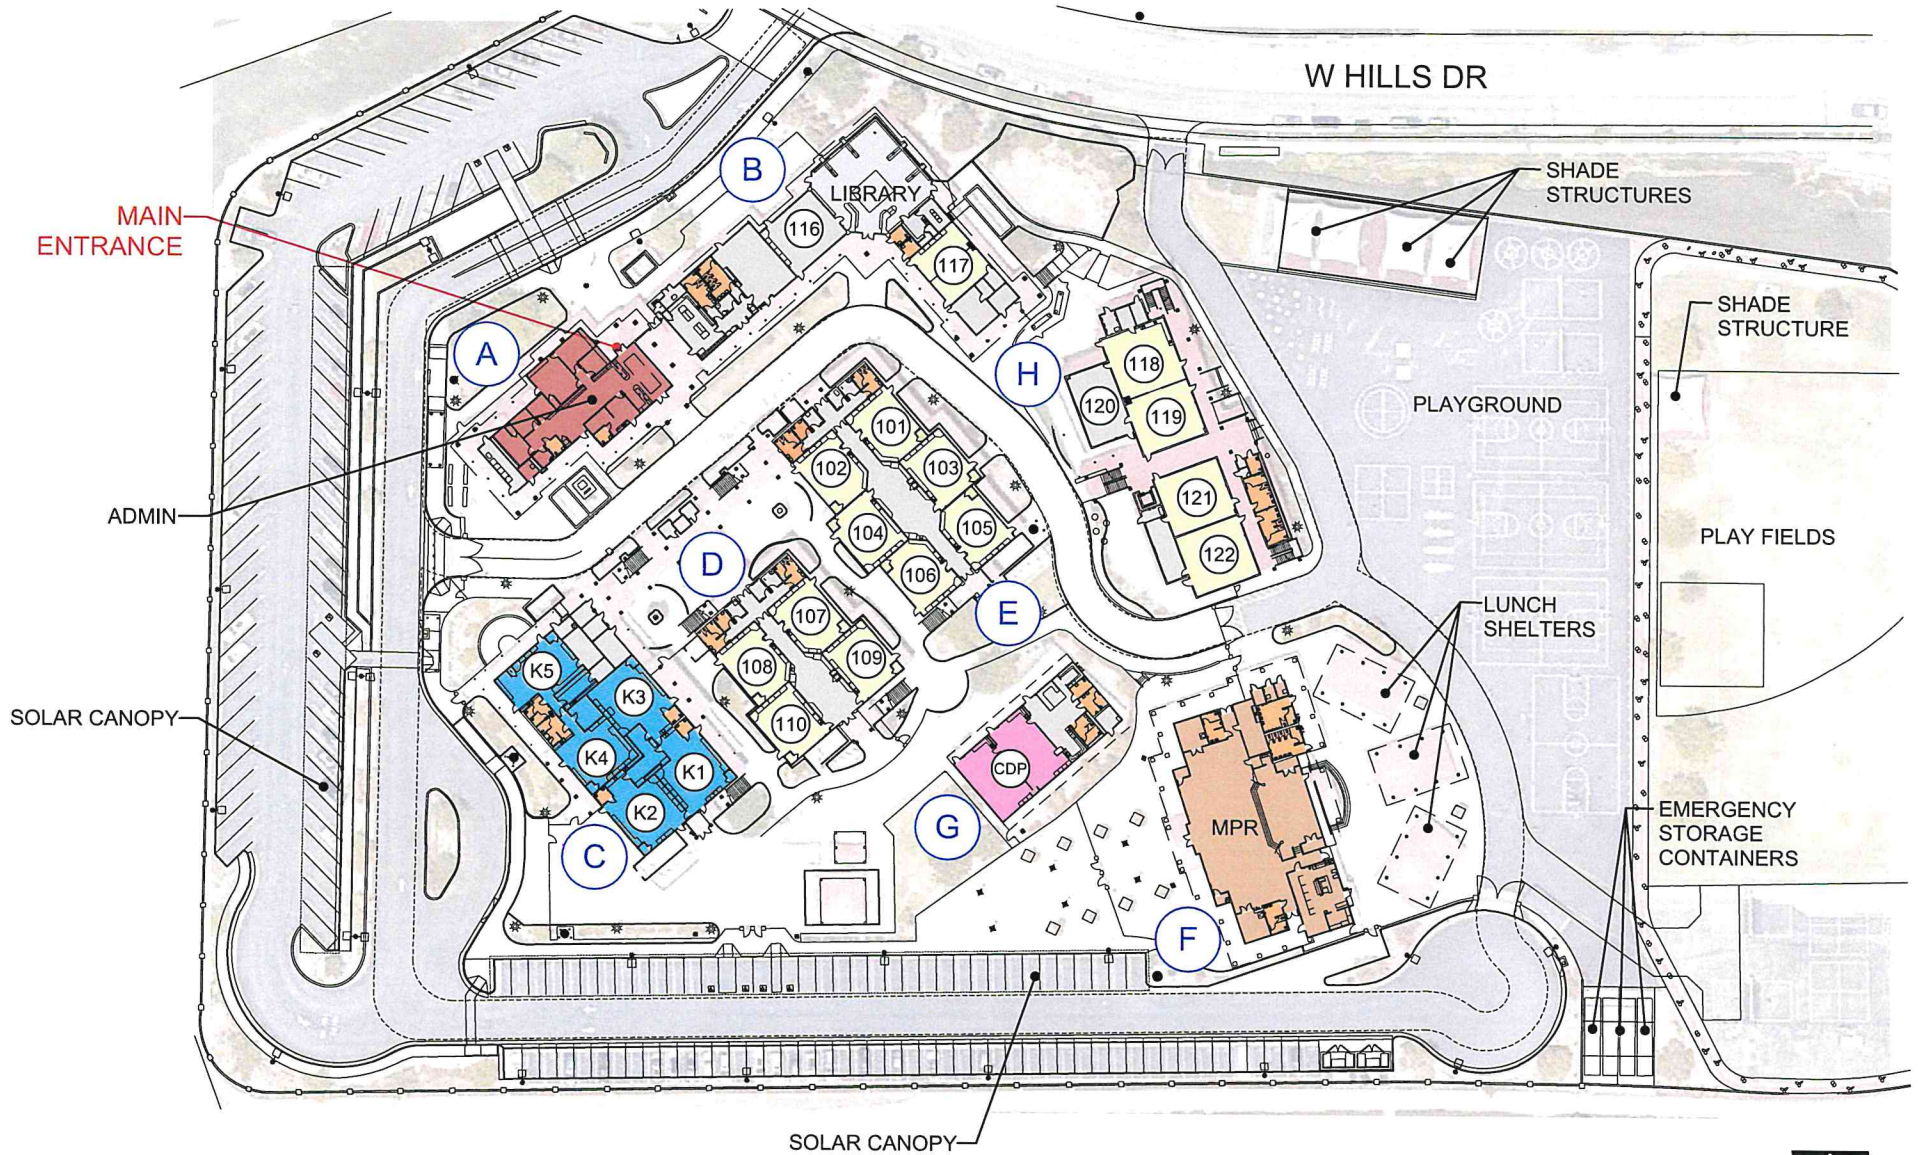 W HILLS DR
SHADE
STRUCTURES
B
LIBRARY
MAIN
ENTRANCE
116
117
SHADE
STRUCTURE
A
H
118
120
119
PLAYGROUND
101
102
103
ADMIN
121
104
105
122
PLAY FIELDS
D
106
E
LUNCH
SHELTERS
107
108
109
K5
K3
110
SOLAR CANOPY
K4
K1
CDP
K2
G
MPR
EMERGENCY
STORAGE
CONTAINERS
C
F
SOLAR CANOPY